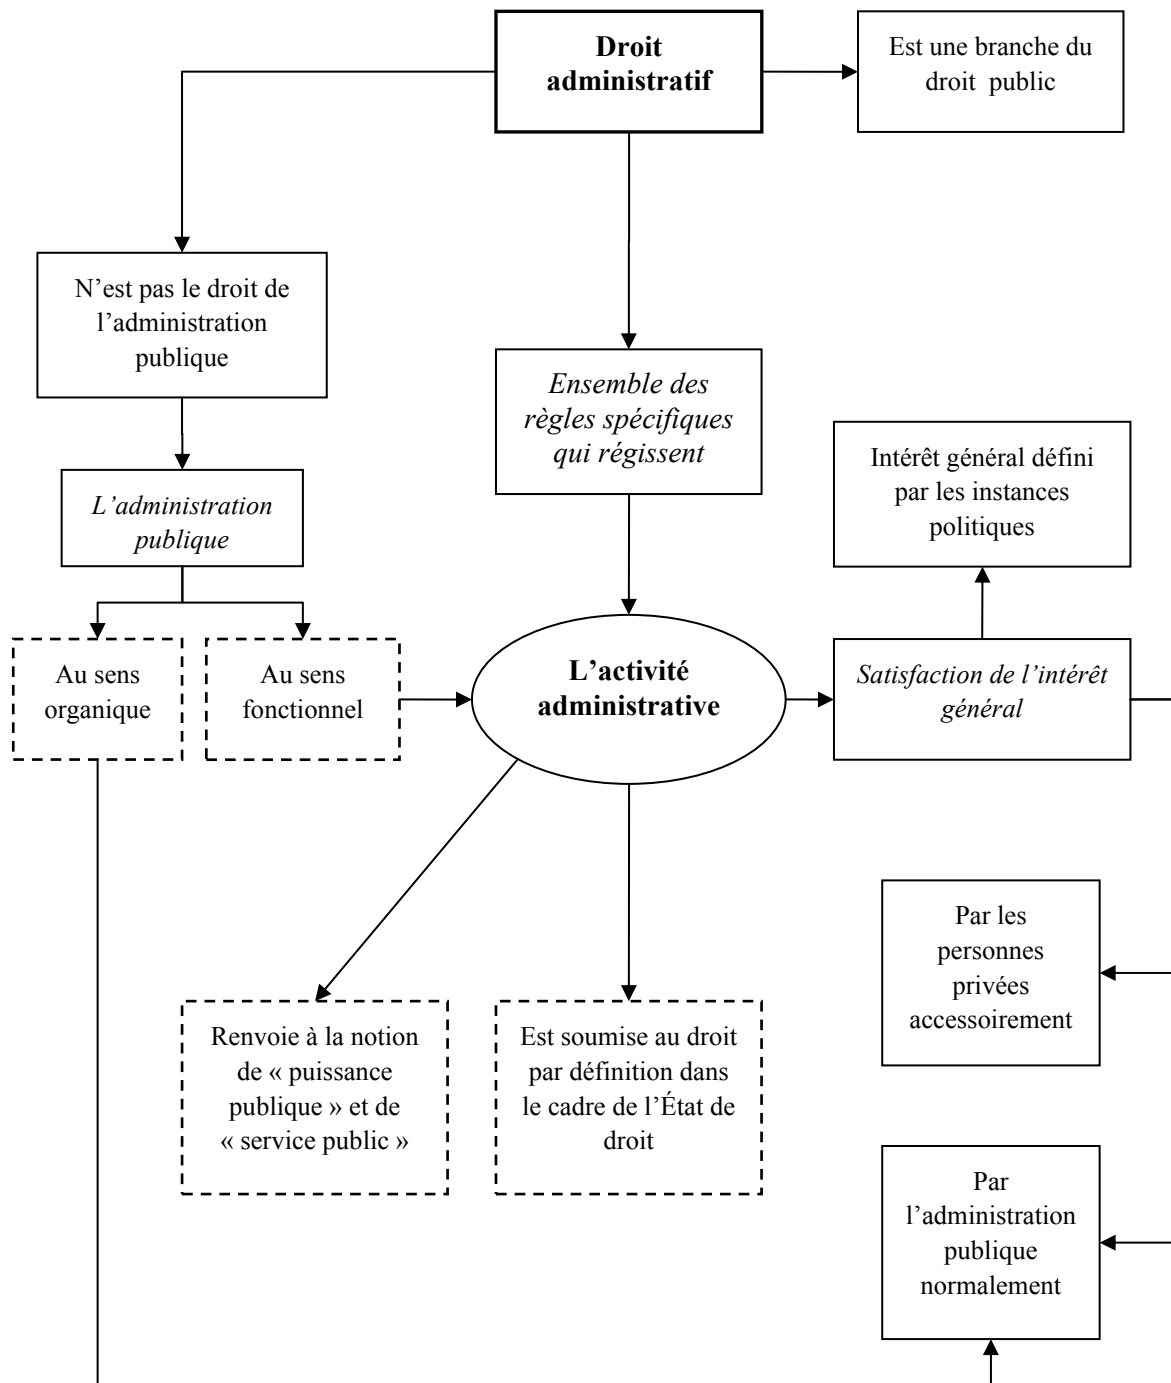 Droit
administratif
Est une branche du
droit public
N’est pas le droit de
l’administration
publique
Ensemble des
règles spécifiques
qui régissent
Intérêt général défini
par les instances
politiques
L’administration
publique
Au sens
organique
Au sens
fonctionnel
L’activité
administrative
Satisfaction de l’intérêt
général
Par les
personnes
privées
accessoirement
Renvoie à la notion
de « puissance
publique » et de
« service public »
Est soumise au droit
par définition dans
le cadre de l’État de
droit
Par
l’administration
publique
normalement